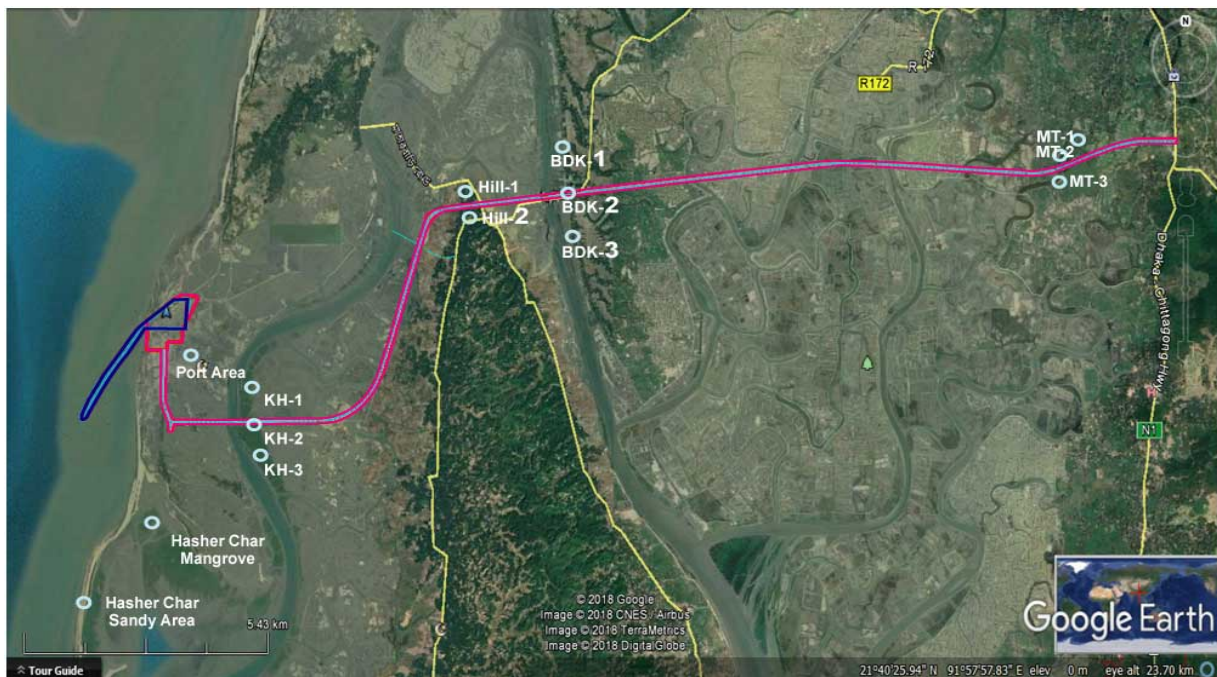 N
R 172
R172
MT-1
MT-2
MT-3
BDK-1
BDK-2
BDK-3
Hill-1
Hill-2
Port Area
KH-1
KH-2
KH-3
Dhaka - Chittagong Hwy
N1
Hasher Char
Mangrove
Hasher Char
Sandy Area
5.43 km
© 2018 Google
Image © 2018 CNES / Airbus
Image © 2018 TerraMetrics
Image © 2018 DigitalGlobe
Google Earth
Tour Guide
21°40'25.94" N 91°57'57.83" E elev 0 m eye alt 23.70 km